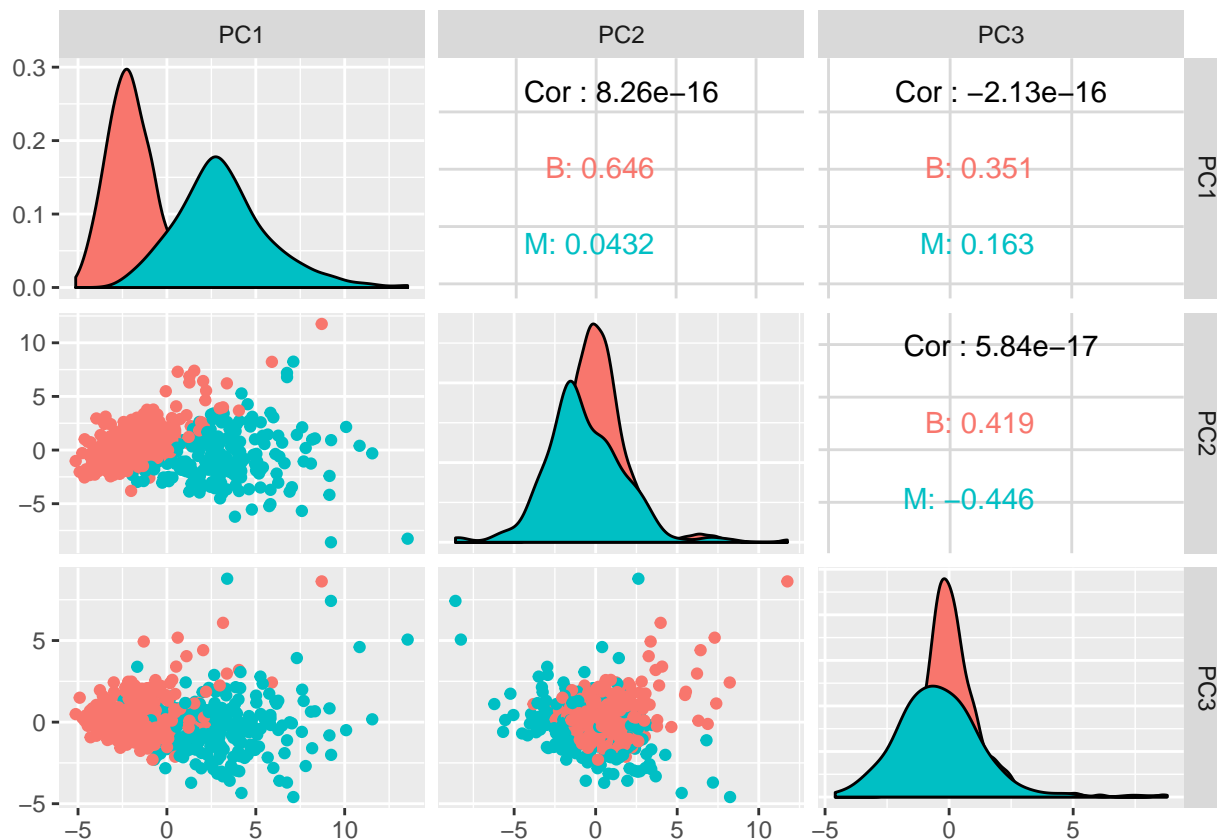 PC1 PC2 PC3
0.3
0.2
0.1
0.0
Cor : 8.26e−16
B: 0.646
M: 0.0432
Cor : −2.13e−16
B: 0.351
M: 0.163
PC1
10
5
0
−5
Cor : 5.84e−17
B: 0.419
M: −0.446
PC2
5
0
−5
PC3
−5 0 5 10
−5 0 5 10
−5 0 5